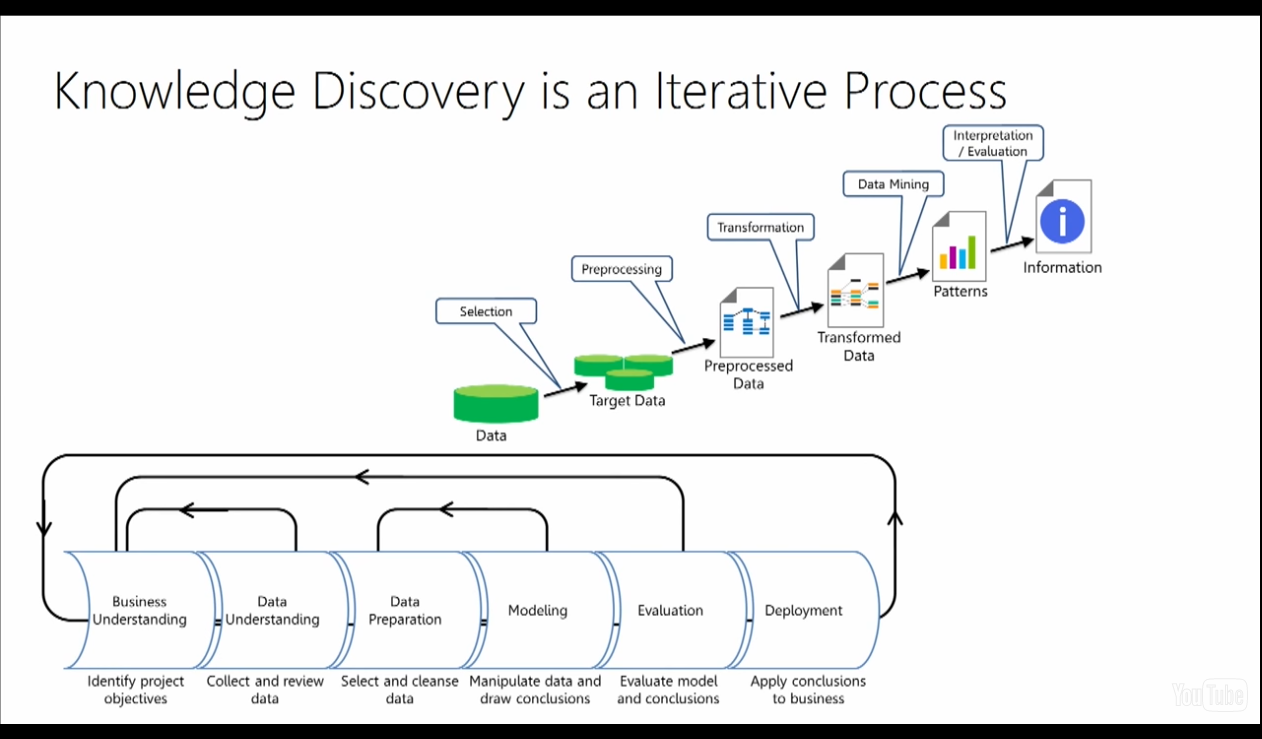 Knowledge Discovery is an Iterative Process
Interpretation
/ Evaluation
Data Mining
Transformation
Preprocessing
Selection
Information
Patterns
Transformed
Data
Preprocessed
Data
Target Data
Data
Business
Understanding
Data
Understanding
Data
Preparation
Modeling
Evaluation
Deployment
Identify project
objectives
Collect and review
data
Select and cleanse
data
Manipulate data and
draw conclusions
Evaluate model
and conclusions
Apply conclusions
to business
YouTube